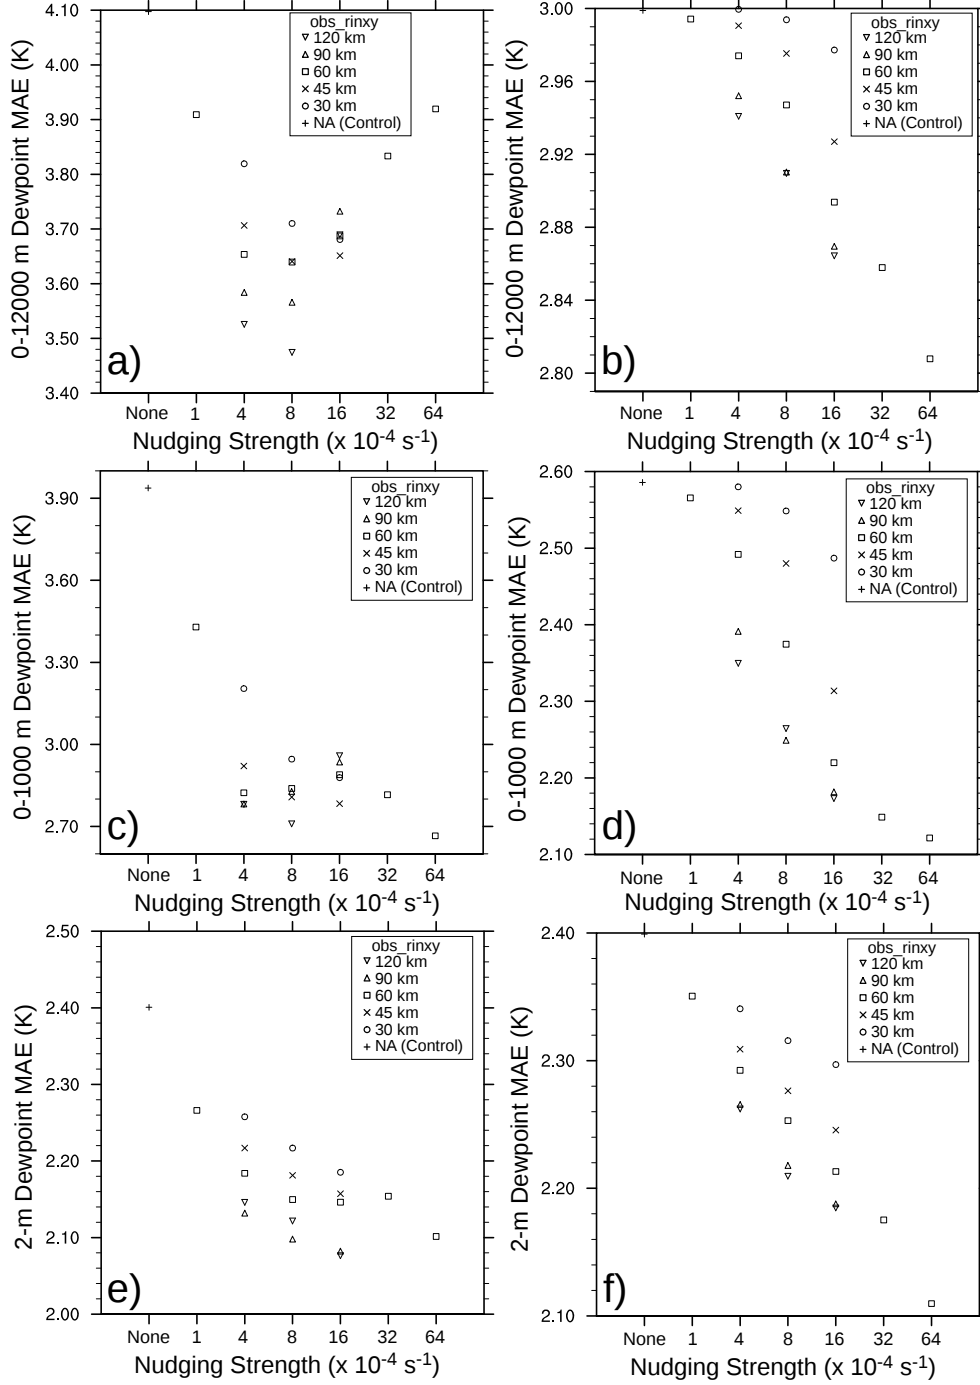 4.10
4.00
3.90
3.80
3.70
3.60
3.50
3.40
0-12000 m Dewpoint MAE (K)
obs_rinxy
120 km
90 km
60 km
45 km
30 km
NA (Control)
a)
None 1 4 8 16 32 64
Nudging Strength (x 10⁻⁴ s⁻¹)
3.00
2.96
2.92
2.88
2.84
2.80
0-12000 m Dewpoint MAE (K)
obs_rinxy
120 km
90 km
60 km
45 km
30 km
NA (Control)
b)
None 1 4 8 16 32 64
Nudging Strength (x 10⁻⁴ s⁻¹)
3.90
3.60
3.30
3.00
2.70
0-1000 m Dewpoint MAE (K)
obs_rinxy
120 km
90 km
60 km
45 km
30 km
NA (Control)
c)
None 1 4 8 16 32 64
Nudging Strength (x 10⁻⁴ s⁻¹)
2.60
2.50
2.40
2.30
2.20
2.10
0-1000 m Dewpoint MAE (K)
obs_rinxy
120 km
90 km
60 km
45 km
30 km
NA (Control)
d)
None 1 4 8 16 32 64
Nudging Strength (x 10⁻⁴ s⁻¹)
2.50
2.40
2.30
2.20
2.10
2.00
2-m Dewpoint MAE (K)
obs_rinxy
120 km
90 km
60 km
45 km
30 km
NA (Control)
e)
None 1 4 8 16 32 64
Nudging Strength (x 10⁻⁴ s⁻¹)
2.40
2.30
2.20
2.10
2-m Dewpoint MAE (K)
obs_rinxy
120 km
90 km
60 km
45 km
30 km
NA (Control)
f)
None 1 4 8 16 32 64
Nudging Strength (x 10⁻⁴ s⁻¹)